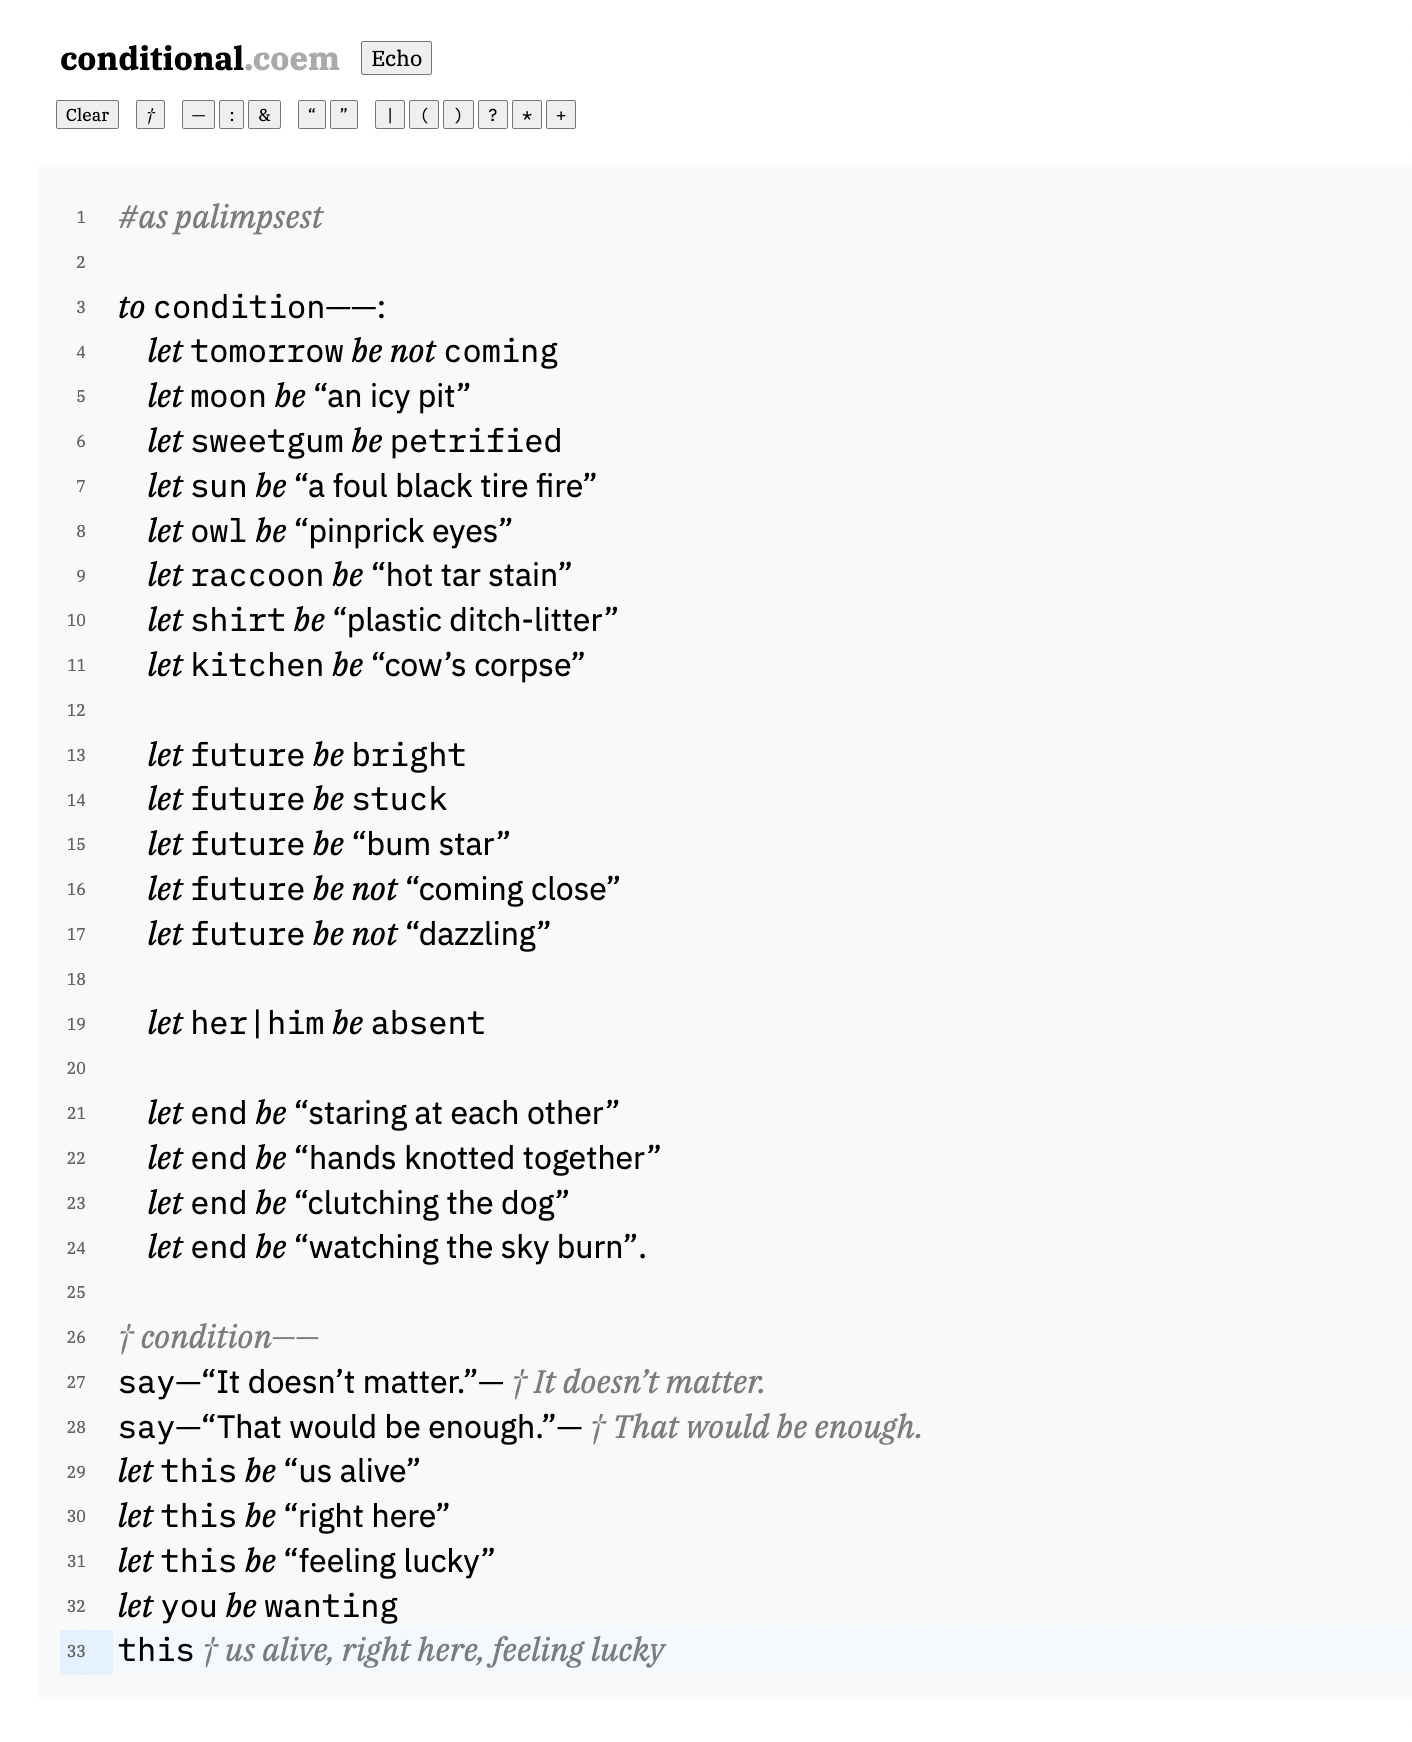 conditional.coem Echo
Clear † — : & “ ” | ( ) ? * +
1 #as palimpsest
2
3 to condition——:
4 let tomorrow be not coming
5 let moon be “an icy pit”
6 let sweetgum be petrified
7 let sun be “a foul black tire fire”
8 let owl be “pinprick eyes”
9 let raccoon be “hot tar stain”
10 let shirt be “plastic ditch-litter”
11 let kitchen be “cow’s corpse”
12
13 let future be bright
14 let future be stuck
15 let future be “bum star”
16 let future be not “coming close”
17 let future be not “dazzling”
18
19 let her|him be absent
20
21 let end be “staring at each other”
22 let end be “hands knotted together”
23 let end be “clutching the dog”
24 let end be “watching the sky burn”.
25
26 † condition——
27 say—“It doesn’t matter.”— † It doesn’t matter.
28 say—“That would be enough.”— † That would be enough.
29 let this be “us alive”
30 let this be “right here”
31 let this be “feeling lucky”
32 let you be wanting
33 this † us alive, right here, feeling lucky